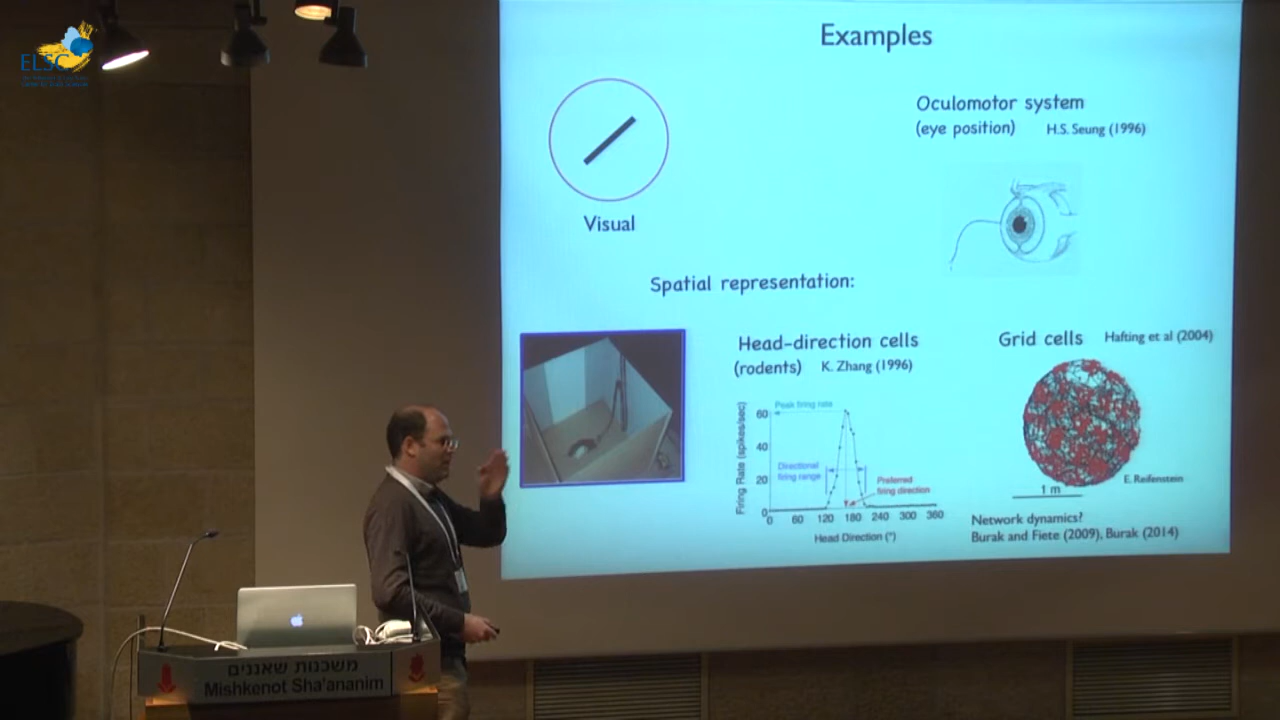 ELSC
Examples
Visual
Oculomotor system
(eye position) H.S. Seung (1996)
Spatial representation:
Head-direction cells
(rodents) K. Zhang (1996)
Firing Rate (spikes/sec)
60
40
20
0
Peak firing rate
Directional
firing range
Preferred
firing direction
0 60 120 180 240 300 360
Head Direction (°)
Grid cells Hafting et al (2004)
E. Reifenstein
1 m
Network dynamics?
Burak and Fiete (2009), Burak (2014)
משכנות שאננים
Mishkenot Sha'ananim